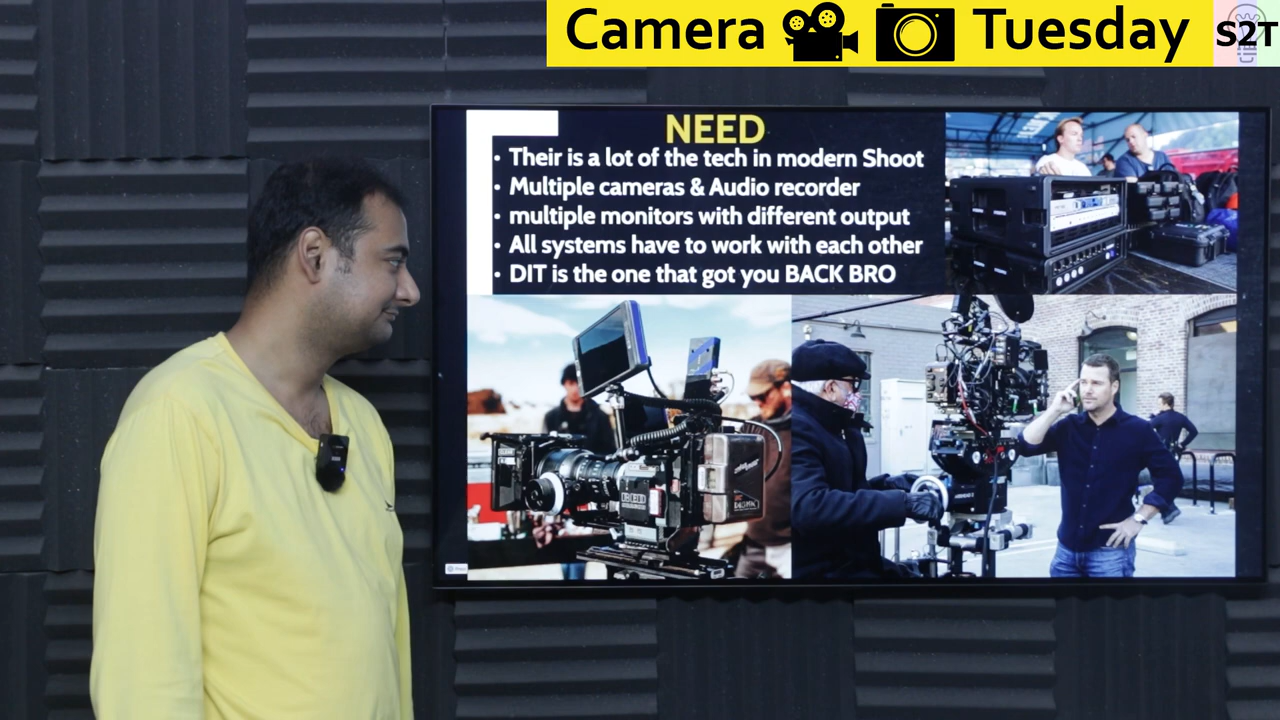 Camera Tuesday S2T
NEED
• Their is a lot of the tech in modern Shoot
• Multiple cameras & Audio recorder
• multiple monitors with different output
• All systems have to work with each other
• DIT is the one that got you BACK BRO
RED